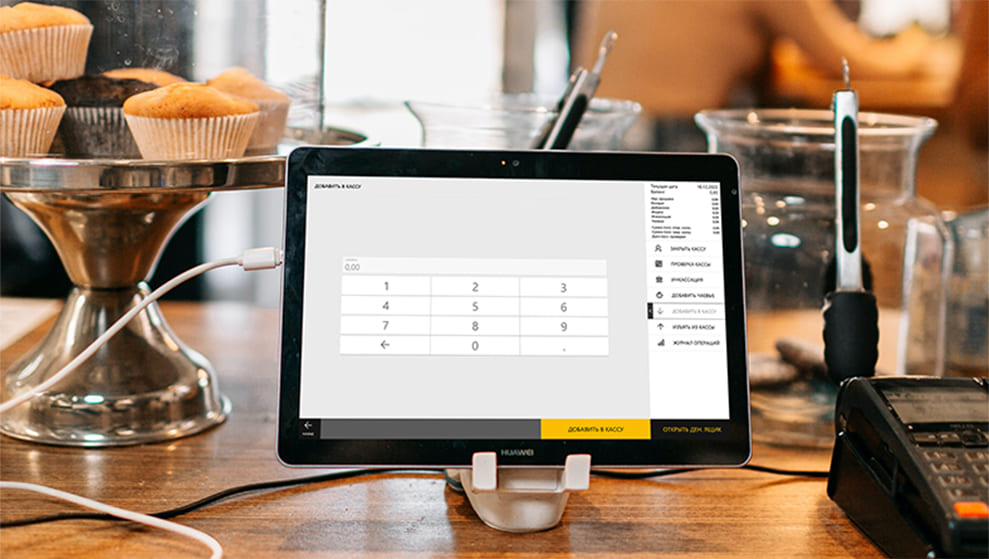 ДОБАВИТЬ В КАССУ
Текущая дата 16.12.2022
Баланс 0,00
0,00
1 2 3
4 5 6
7 8 9
← 0 .
ЗАКРЫТЬ КАССУ
ПРОВЕРКА КАССЫ
ИНКАССАЦИЯ
ДОБАВИТЬ ЧАЕВЫЕ
ДОБАВИТЬ В КАССУ
ИЗЪЯТЬ ИЗ КАССЫ
ЖУРНАЛ ОПЕРАЦИЙ
НАЗАД
ДОБАВИТЬ В КАССУ
ОТКРЫТЬ ДЕН. ЯЩИК
HUAWEI